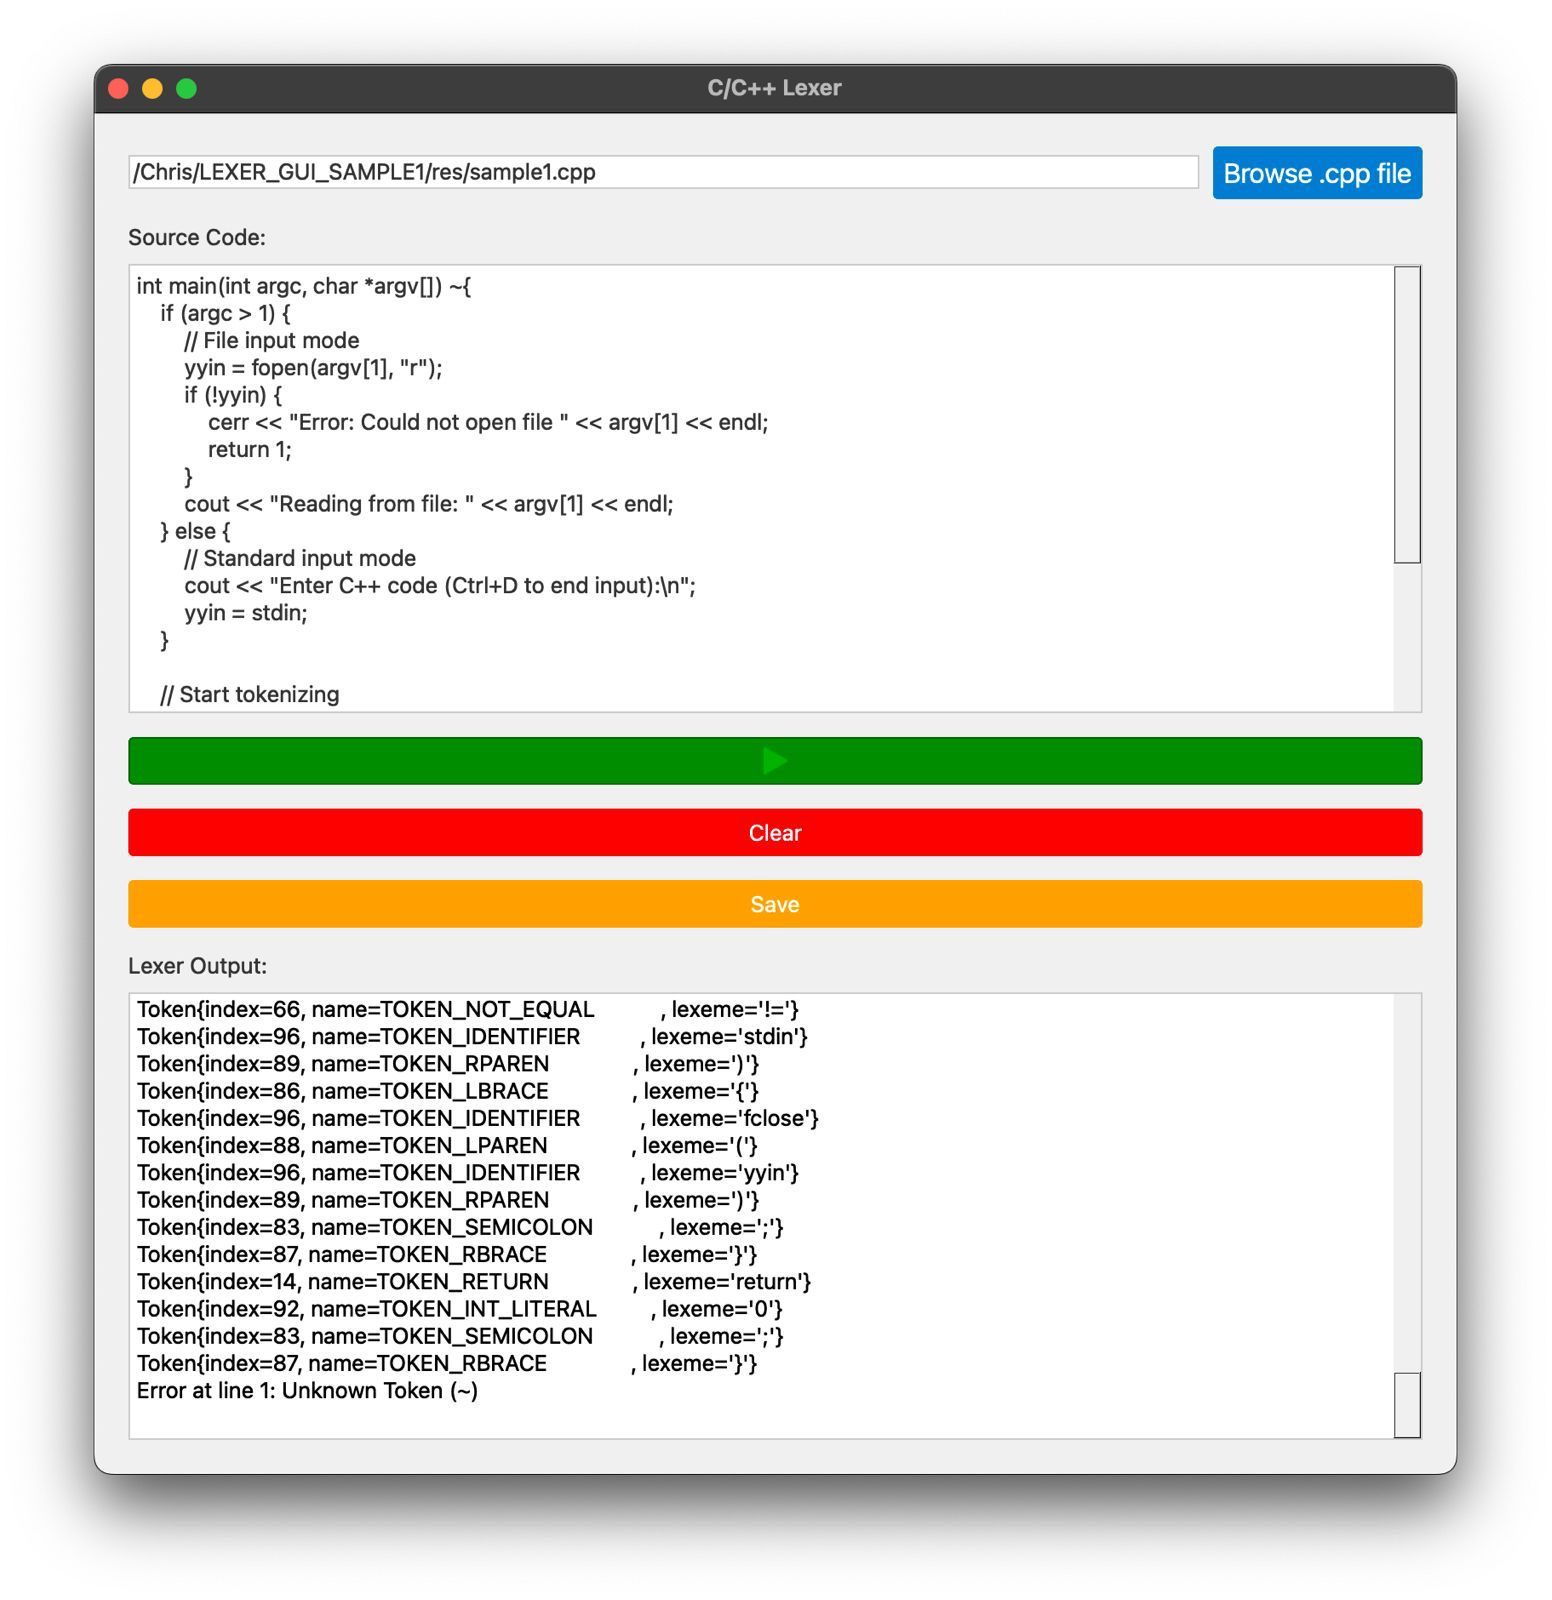 C/C++ Lexer
/Chris/LEXER_GUI_SAMPLE1/res/sample1.cpp
Browse .cpp file
Source Code:
int main(int argc, char *argv[]) ~{
    if (argc > 1) {
        // File input mode
        yyin = fopen(argv[1], "r");
        if (!yyin) {
            cerr << "Error: Could not open file " << argv[1] << endl;
            return 1;
        }
        cout << "Reading from file: " << argv[1] << endl;
    } else {
        // Standard input mode
        cout << "Enter C++ code (Ctrl+D to end input):\n";
        yyin = stdin;
    }

    // Start tokenizing
Clear
Save
Lexer Output:
Token{index=66, name=TOKEN_NOT_EQUAL           , lexeme='!='}
Token{index=96, name=TOKEN_IDENTIFIER          , lexeme='stdin'}
Token{index=89, name=TOKEN_RPAREN              , lexeme=')'}
Token{index=86, name=TOKEN_LBRACE              , lexeme='{'}
Token{index=96, name=TOKEN_IDENTIFIER          , lexeme='fclose'}
Token{index=88, name=TOKEN_LPAREN              , lexeme='('}
Token{index=96, name=TOKEN_IDENTIFIER          , lexeme='yyin'}
Token{index=89, name=TOKEN_RPAREN              , lexeme=')'}
Token{index=83, name=TOKEN_SEMICOLON           , lexeme=';'}
Token{index=87, name=TOKEN_RBRACE              , lexeme='}'}
Token{index=14, name=TOKEN_RETURN              , lexeme='return'}
Token{index=92, name=TOKEN_INT_LITERAL         , lexeme='0'}
Token{index=83, name=TOKEN_SEMICOLON           , lexeme=';'}
Token{index=87, name=TOKEN_RBRACE              , lexeme='}'}
Error at line 1: Unknown Token (~)